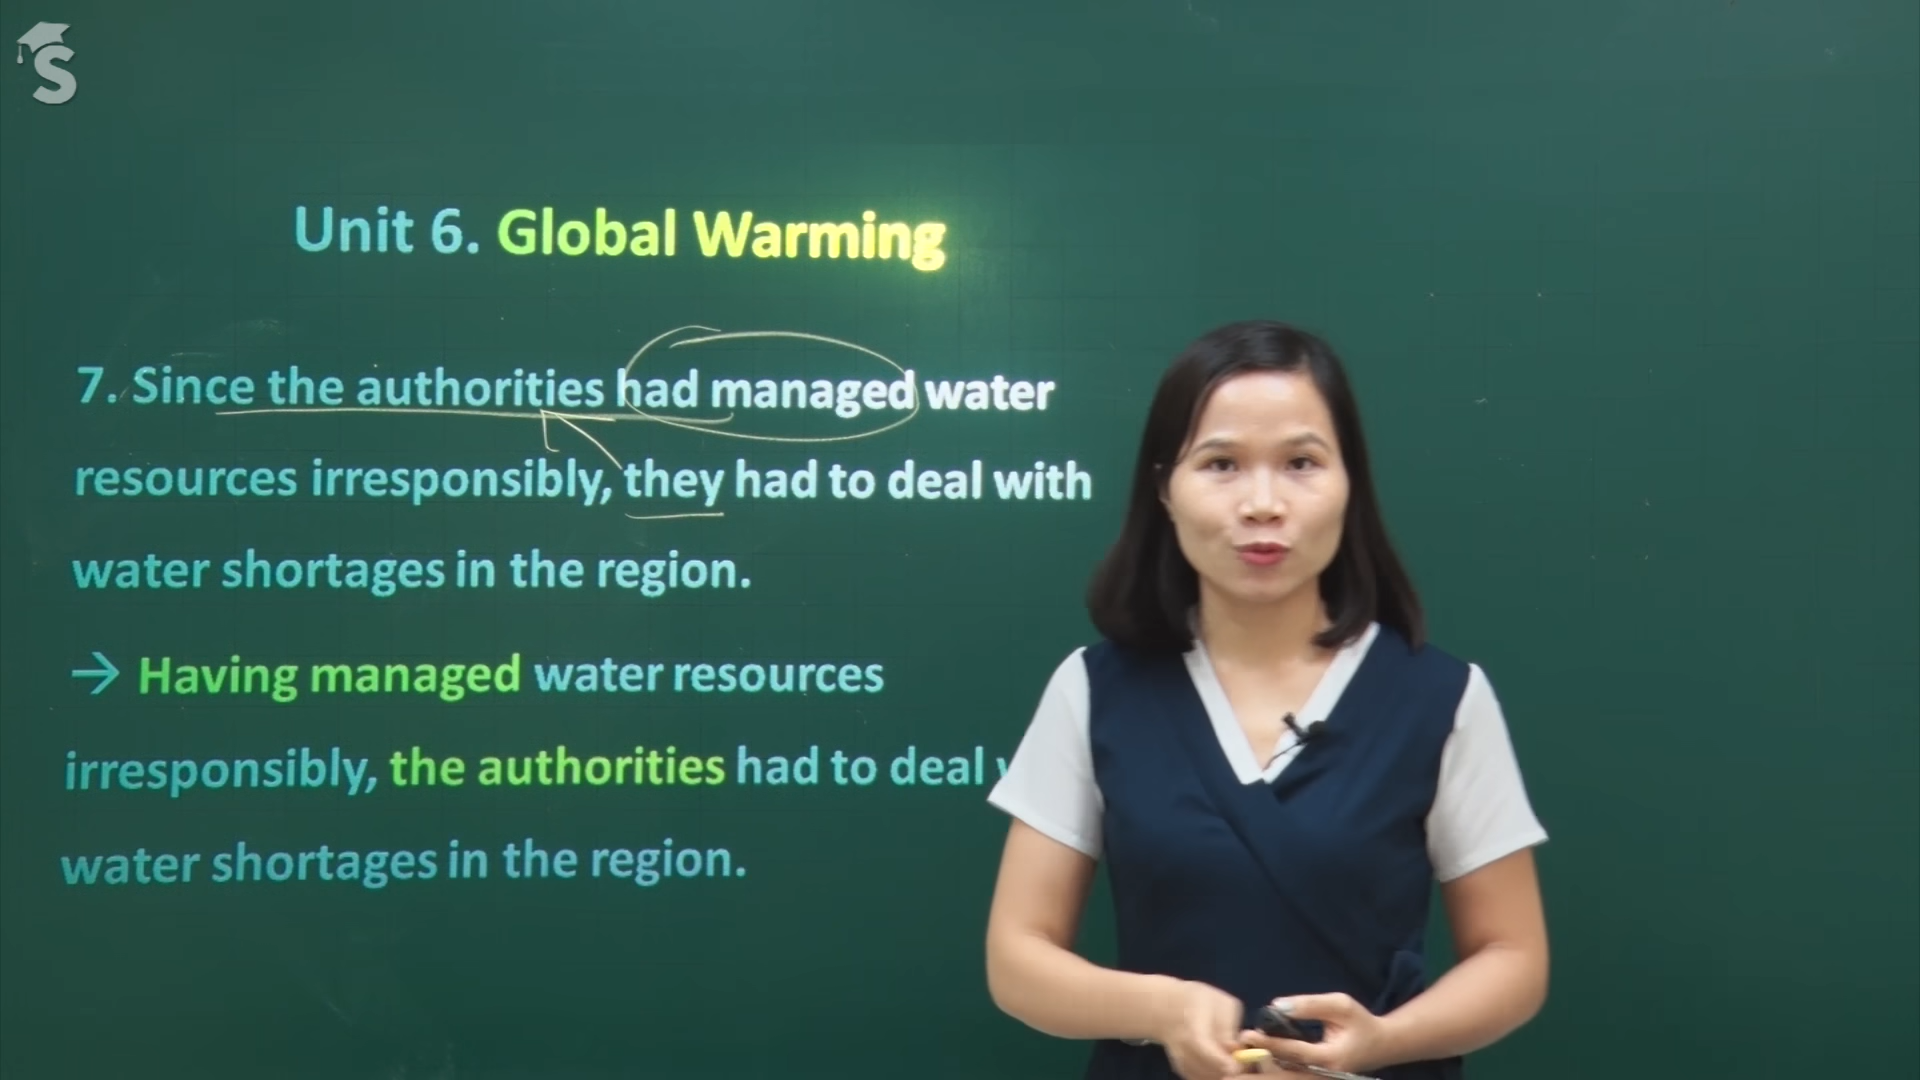 S
Unit 6. Global Warming
7. Since the authorities had managed water
resources irresponsibly, they had to deal with
water shortages in the region.
→ Having managed water resources
irresponsibly, the authorities had to deal
water shortages in the region.